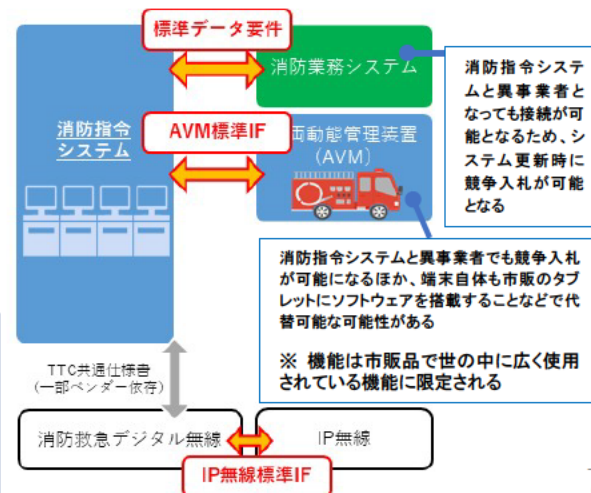 標準データ要件
消防業務システム
消防指令
システム
AVM標準IF
両動態管理装置
(AVM)
消防指令システ
ムと異事業者と
なっても接続が可
能となるため、シ
ステム更新時に
競争入札が可能
となる
消防指令システムと異事業者でも競争入札
が可能になるほか、端末自体も市販のタブ
レットにソフトウェアを搭載することなどで代
替可能な可能性がある
※ 機能は市販品で世の中に広く使用
されている機能に限定される
TTC共通仕様書
(一部ベンダー依存)
消防救急デジタル無線
IP無線
IP無線標準IF